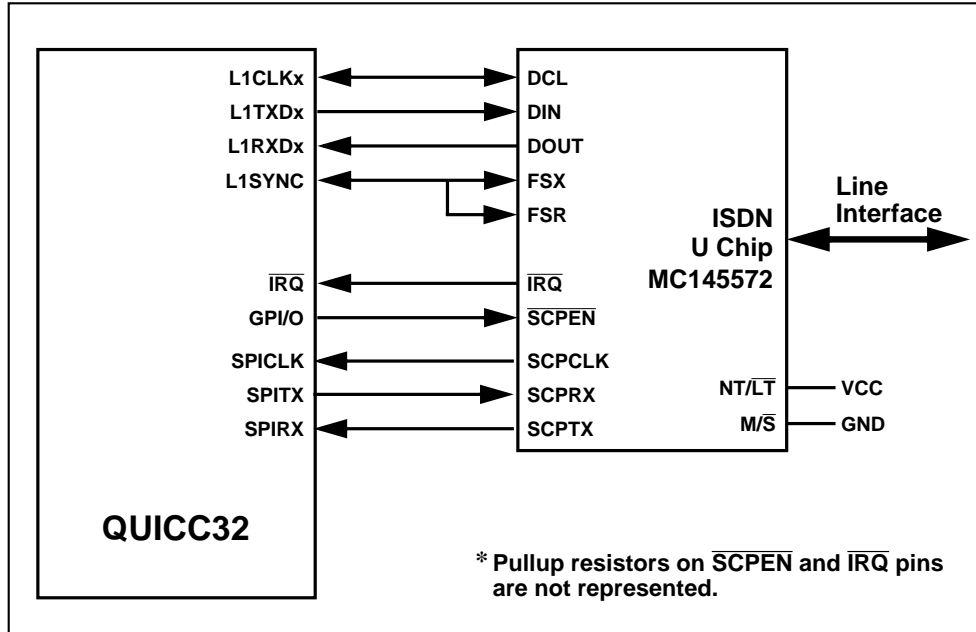 L1CLKx DCL
L1TXDx DIN
L1RXDx DOUT
L1SYNC FSX
FSR
ISDN
U Chip
MC145572
Line
Interface
IRQ IRQ
GPI/O SCPEN
SPICLK SCPCLK
SPITX SCPRX
SPIRX SCPTX
NT/LT VCC
M/S GND
QUICC32
* Pullup resistors on SCPEN and IRQ pins
are not represented.